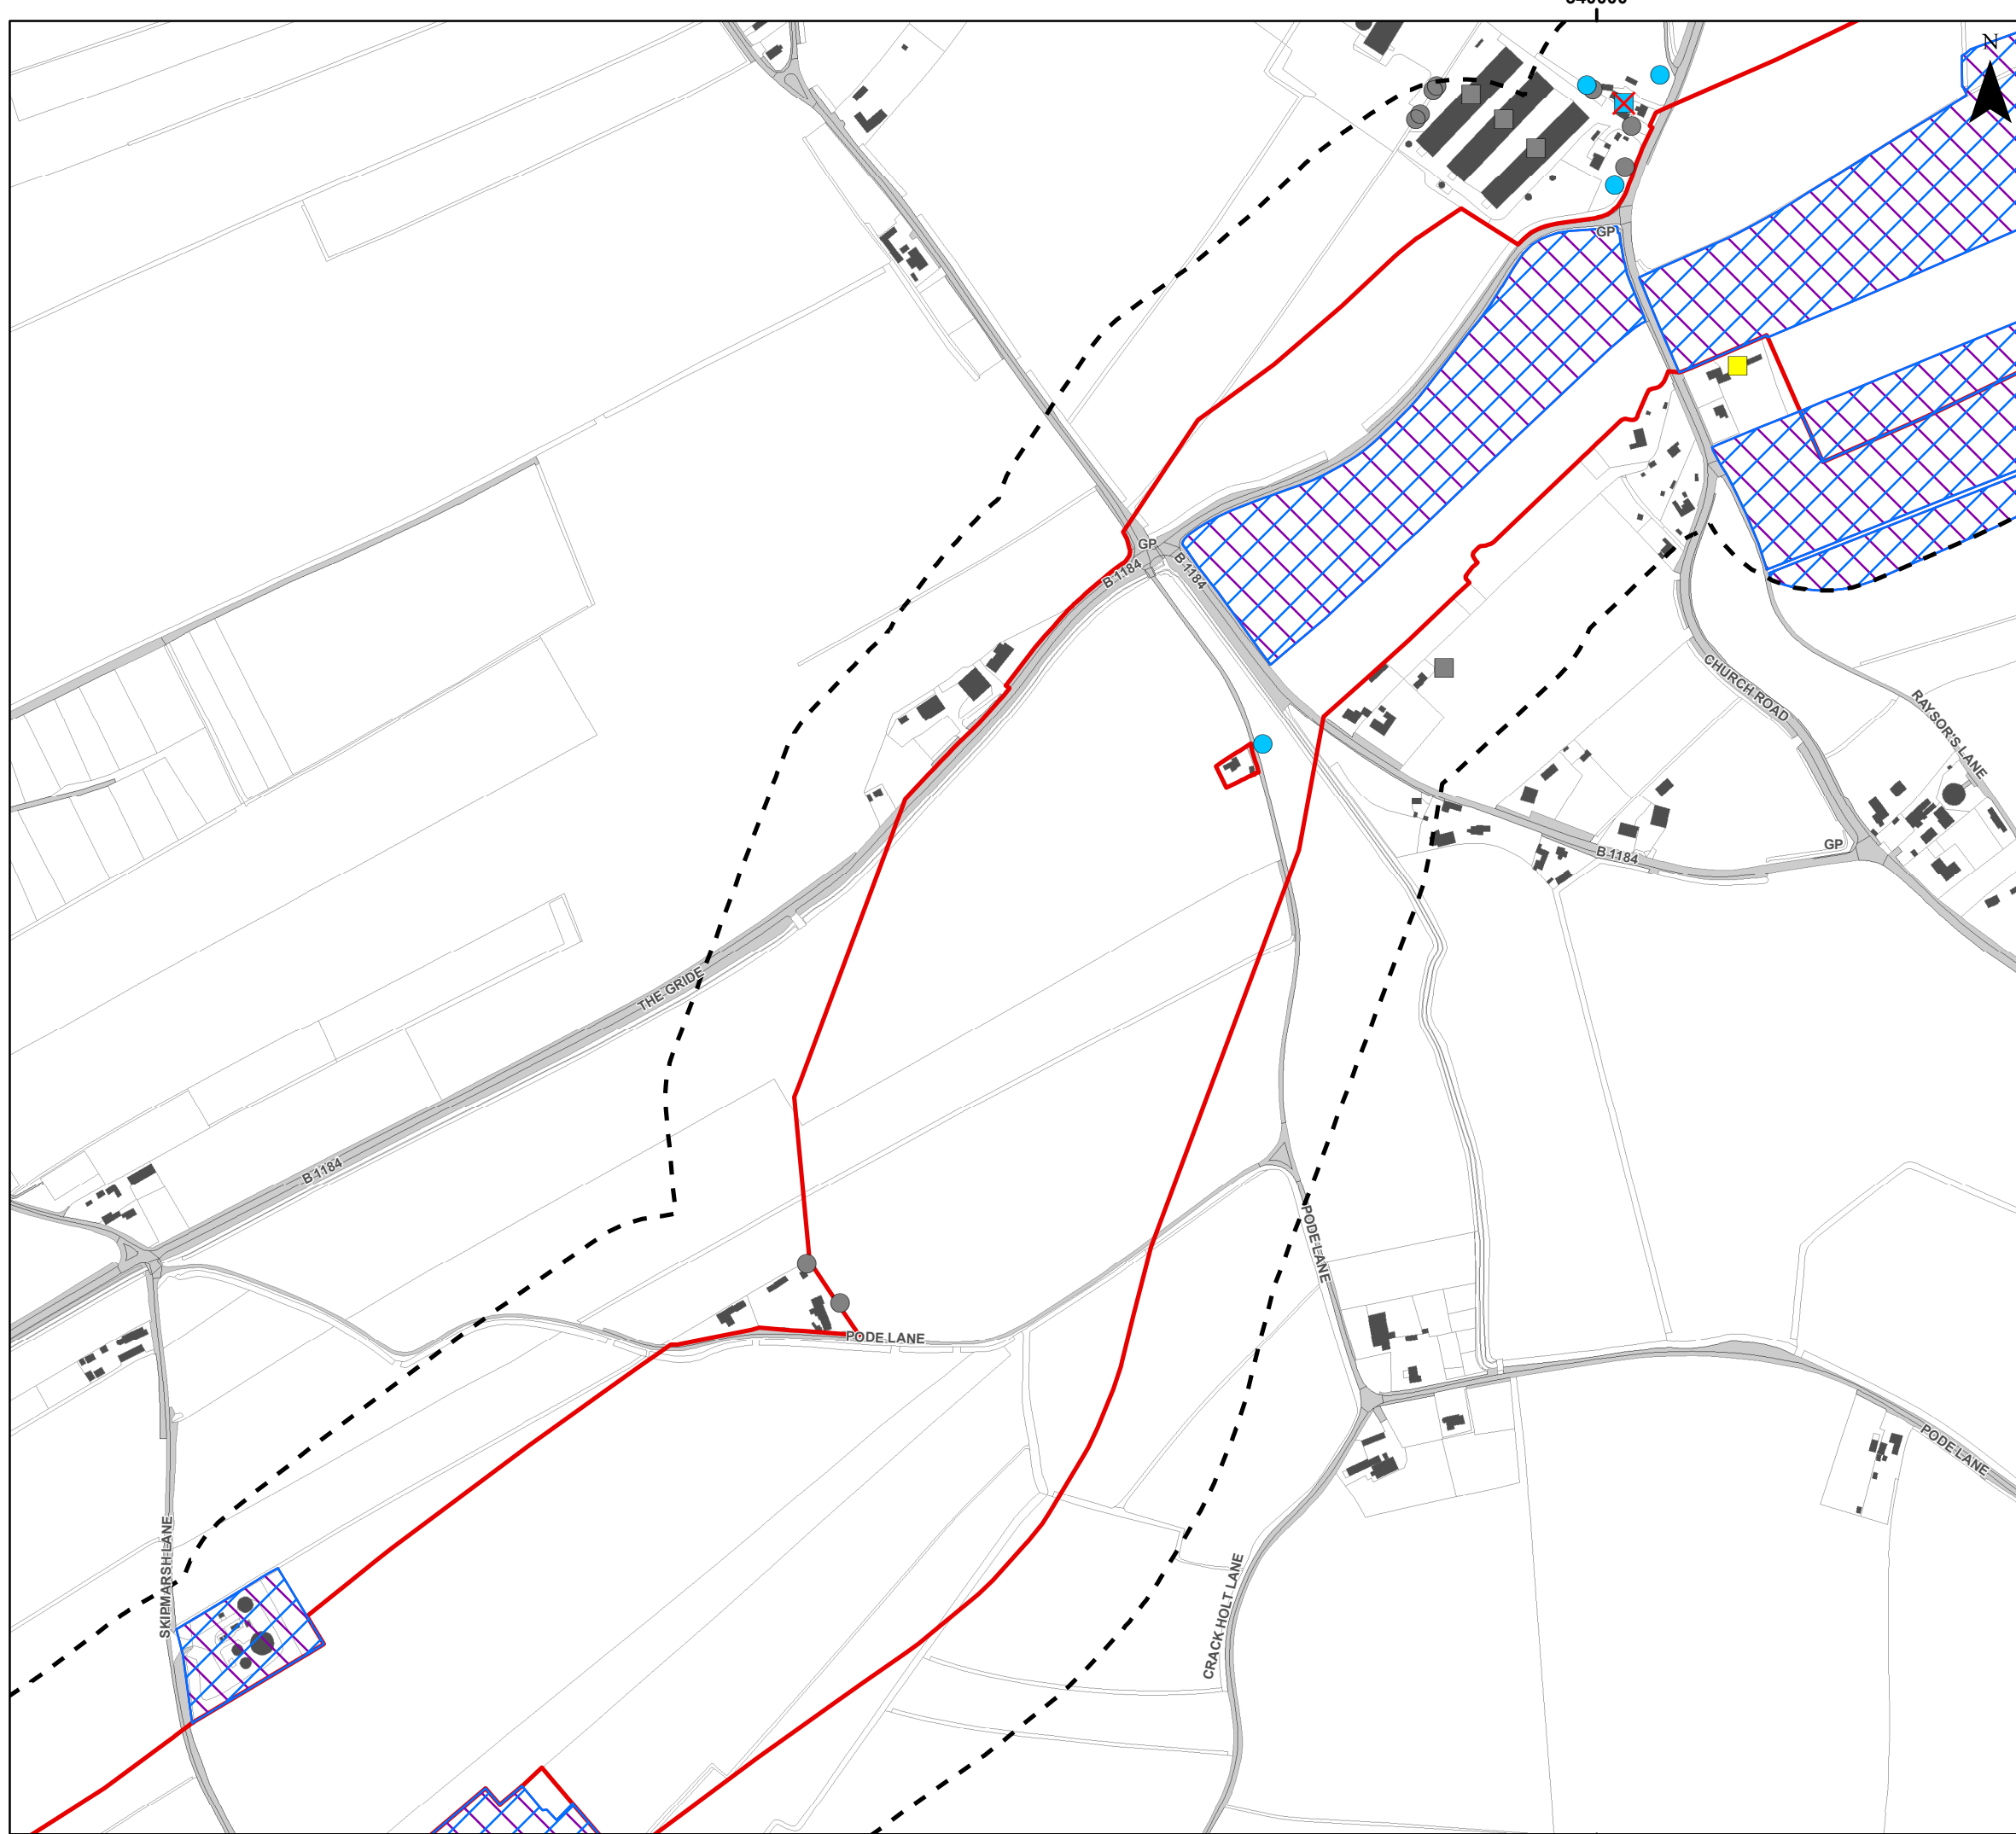 N
GP
GP
B 1184
B 1184
CHURCH ROAD
RAYSOR'S LANE
GP
B 1184
THE GRIDE
B 1184
PODE LANE
PODE LANE
PODE LANE
SKIPMARSH LANE
CRACK HOLT LANE